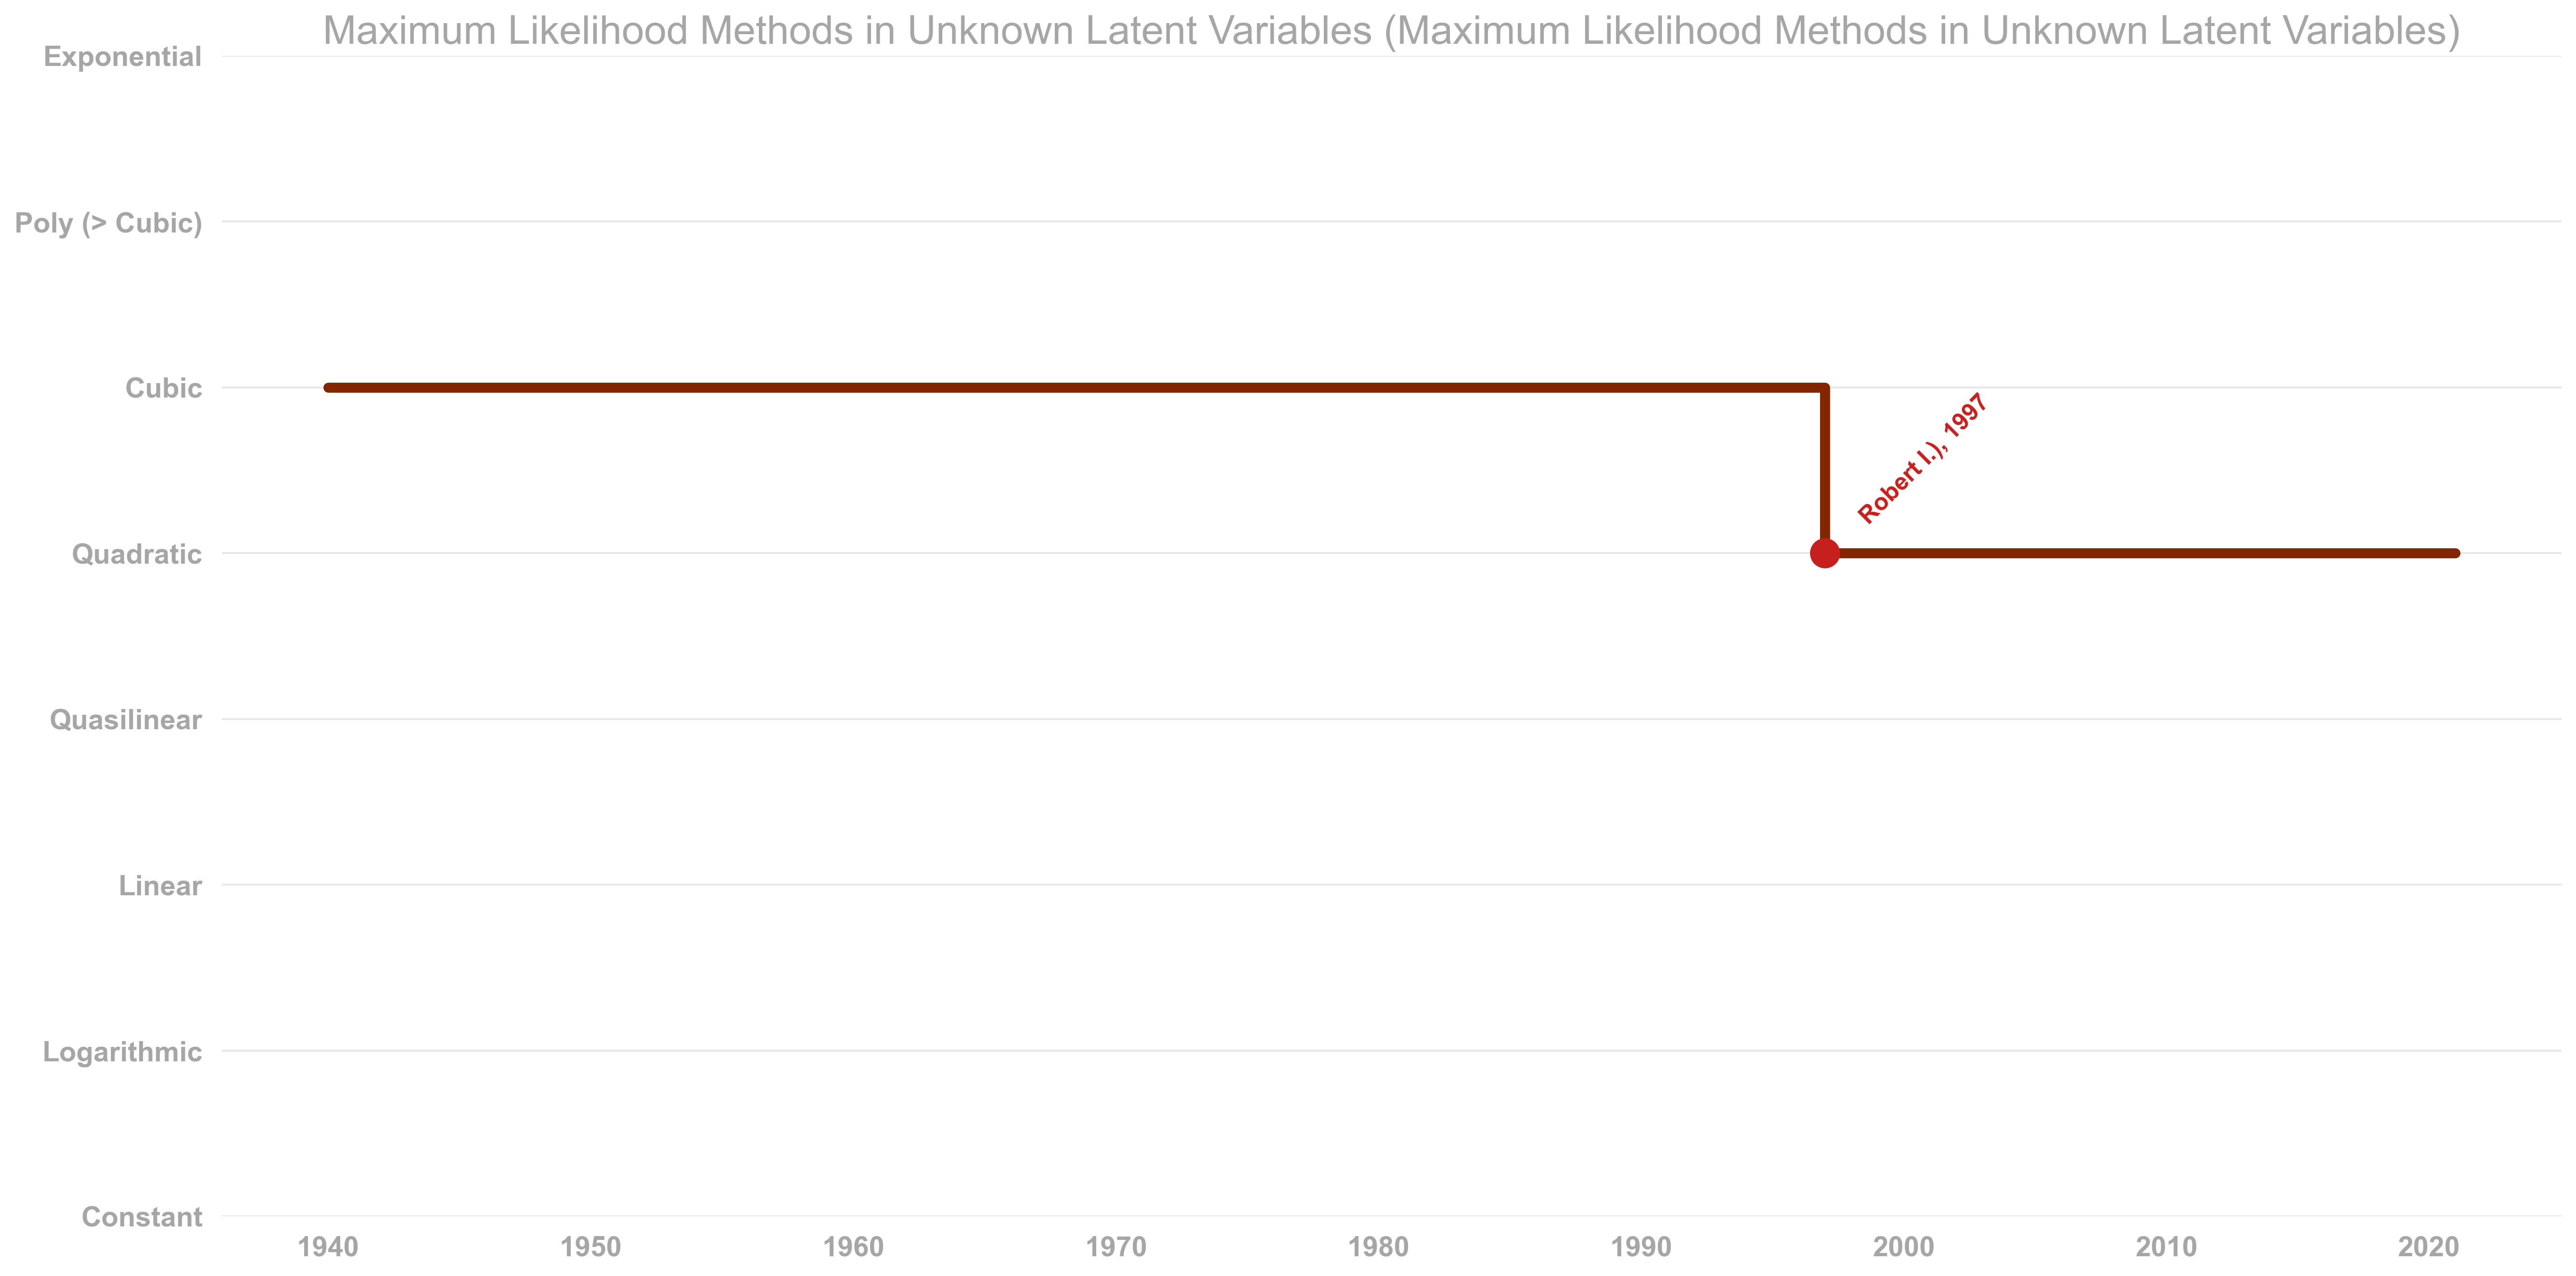 Maximum Likelihood Methods in Unknown Latent Variables (Maximum Likelihood Methods in Unknown Latent Variables)
Exponential
Poly (> Cubic)
Cubic
Robert I.), 1997
Quadratic
Quasilinear
Linear
Logarithmic
Constant
1940 1950 1960 1970 1980 1990 2000 2010 2020